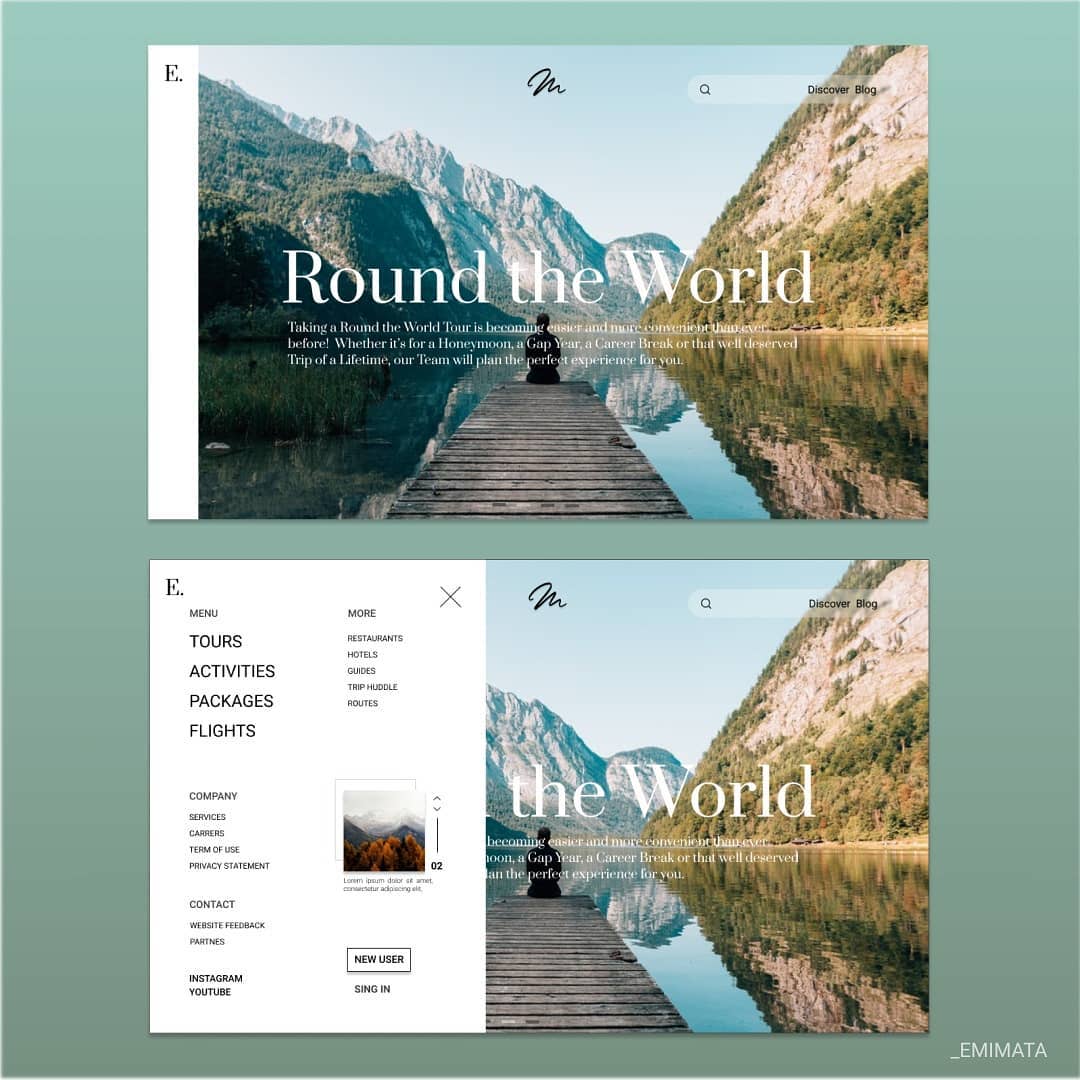 E.
m
Discover Blog
Round the World
Taking a Round the World Tour is becoming easier and more convenient than ever
before! Whether it's for a Honeymoon, a Gap Year, a Career Break or that well deserved
Trip of a Lifetime, our Team will plan the perfect experience for you.
E.
MENU
TOURS
ACTIVITIES
PACKAGES
FLIGHTS
MORE
RESTAURANTS
HOTELS
GUIDES
TRIP HUDDLE
ROUTES
COMPANY
SERVICES
CARRERS
TERM OF USE
PRIVACY STATEMENT
02
Lorem ipsum dolor sit amet,
consectetur adipiscing elit,
CONTACT
WEBSITE FEEDBACK
PARTNES
INSTAGRAM
YOUTUBE
NEW USER
SING IN
m
Discover Blog
the World
becoming easier and more convenient than ever
oon, a Gap Year, a Career Break or that well deserved
lan the perfect experience for you.
_EMIMATA